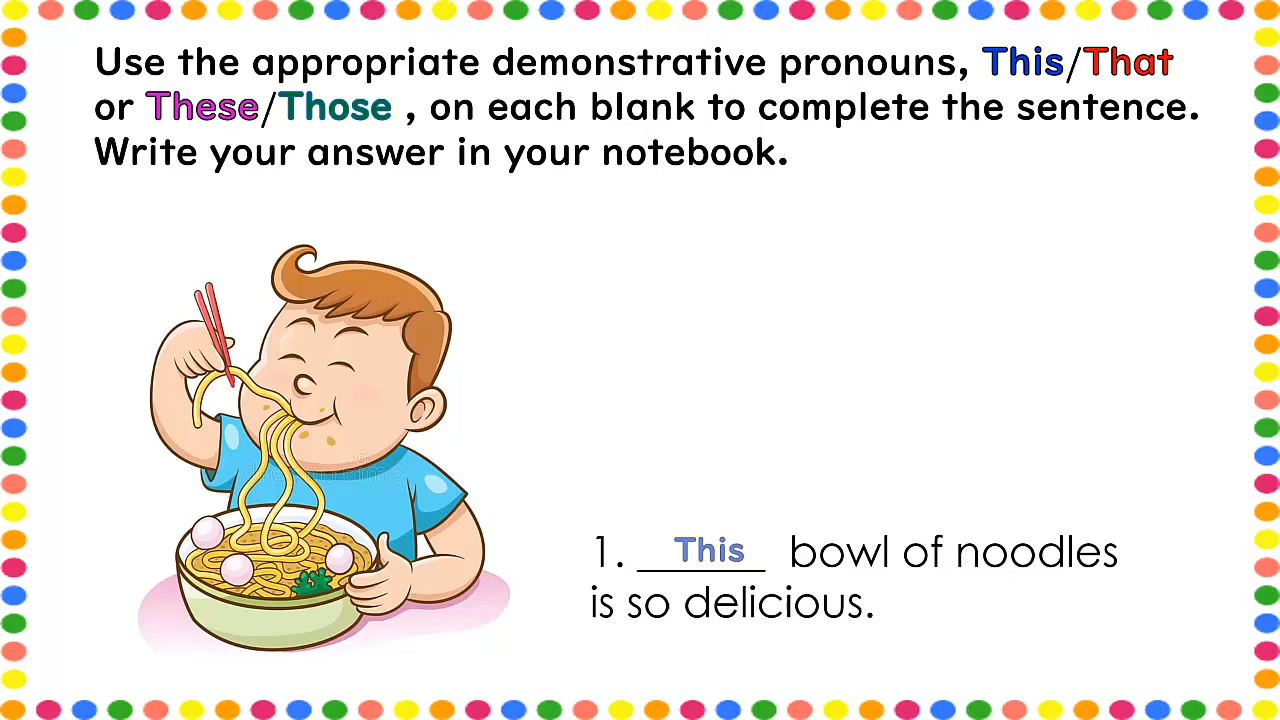 Use the appropriate demonstrative pronouns, This/That
or These/Those , on each blank to complete the sentence.
Write your answer in your notebook.
1. This bowl of noodles
is so delicious.